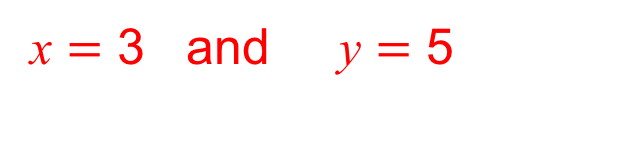 x = 3 and y = 5